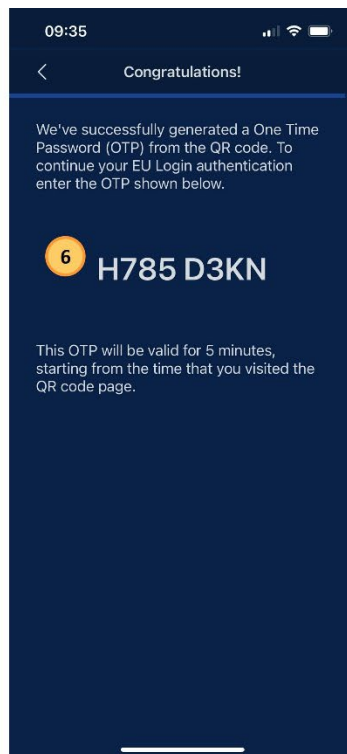 09:35
Congratulations!
We've successfully generated a One Time
Password (OTP) from the QR code. To
continue your EU Login authentication
enter the OTP shown below.
6
H785 D3KN
This OTP will be valid for 5 minutes,
starting from the time that you visited the
QR code page.